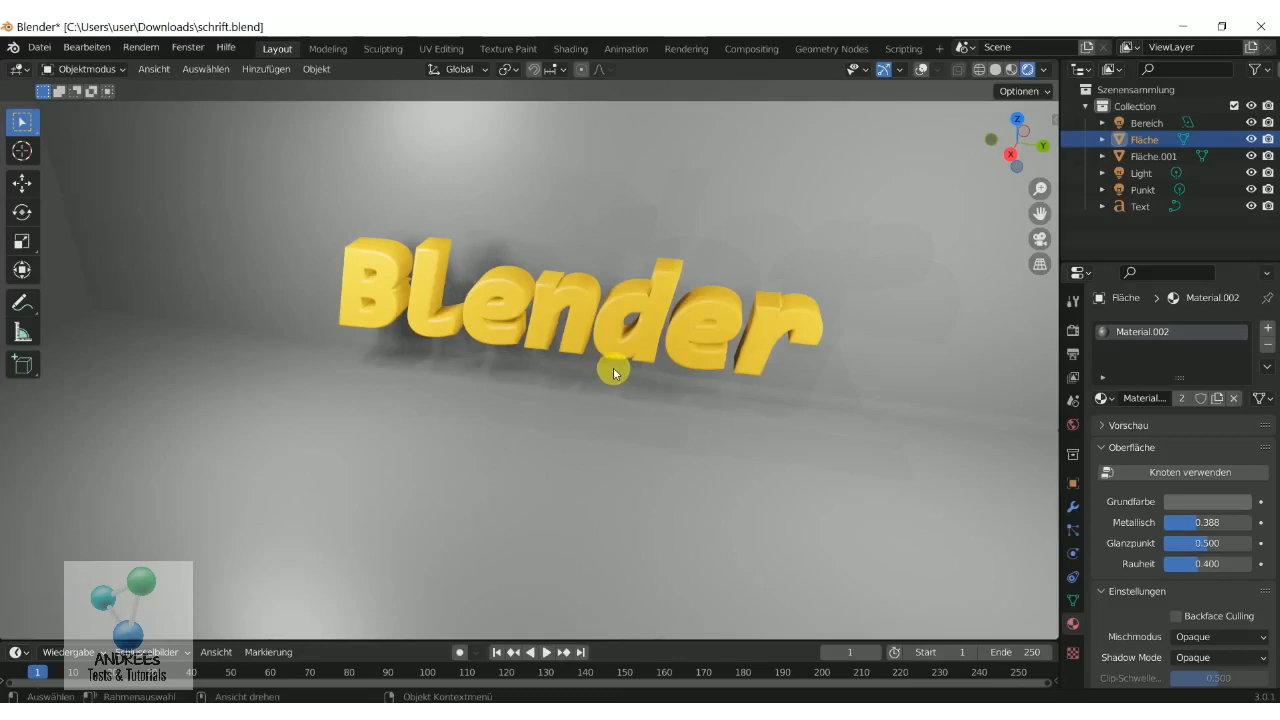 Blender* [C:\Users\user\Downloads\schrift.blend]
Datei Bearbeiten Rendern Fenster Hilfe Layout Modeling Sculpting UV Editing Texture Paint Shading Animation Rendering Compositing Geometry Nodes Scripting + Scene ViewLayer
Objektmodus Ansicht Auswählen Hinzufügen Objekt Global
Optionen
Szenensammlung
Collection
Bereich
Fläche
Fläche.001
Light
Punkt
Text
Z
Y
X
Blender
Fläche > Material.002
Material.002
Material.... 2
Vorschau
Oberfläche
Knoten verwenden
Grundfarbe
Metallisch 0.388
Glanzpunkt 0.500
Rauheit 0.400
Einstellungen
Backface Culling
Mischmodus Opaque
Shadow Mode Opaque
Clip-Schwelle... 0.500
ANDREEs
Tests & Tutorials
Wiedergabe Schlüsselbilder Ansicht Markierung 1 Start 1 Ende 250
1 40 50 60 70 80 90 100 110 120 130 140 150 160 170 180 190 200 210 220 230 240 250
Auswählen Rahmenauswahl Ansicht drehen Objekt Kontextmenü 3.0.1